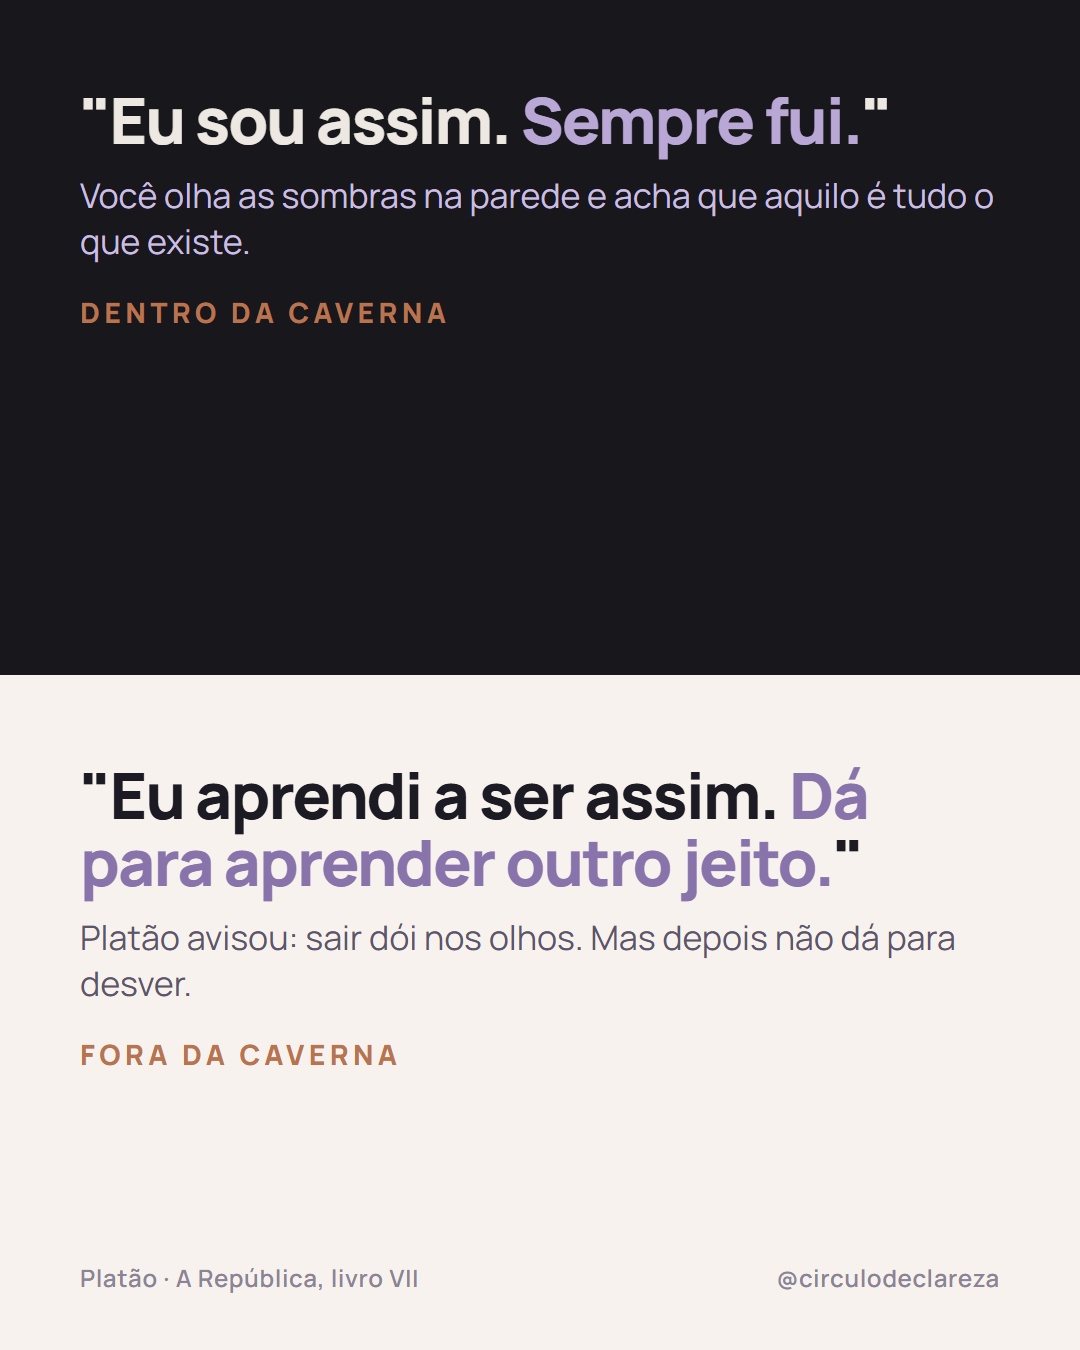 "Eu sou assim. Sempre fui."
Você olha as sombras na parede e acha que aquilo é tudo o
que existe.
DENTRO DA CAVERNA
"Eu aprendi a ser assim. Dá
para aprender outro jeito."
Platão avisou: sair dói nos olhos. Mas depois não dá para
desver.
FORA DA CAVERNA
Platão · A República, livro VII
@circulodeclareza